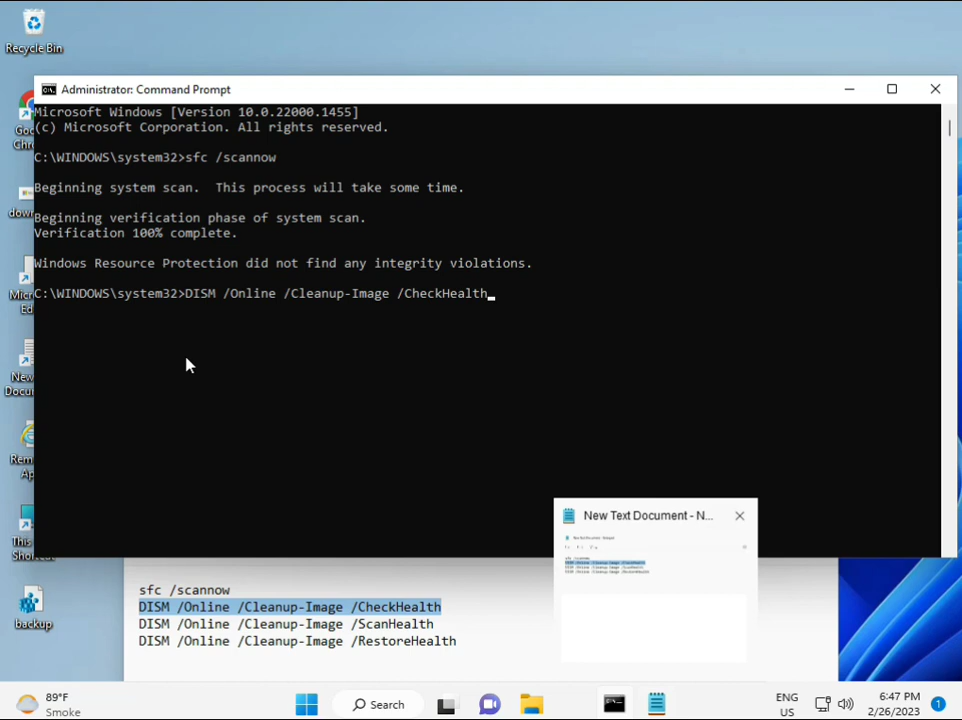 Recycle Bin
Administrator: Command Prompt
Microsoft Windows [Version 10.0.22000.1455]
(c) Microsoft Corporation. All rights reserved.
C:\WINDOWS\system32>sfc /scannow
Beginning system scan.  This process will take some time.
Beginning verification phase of system scan.
Verification 100% complete.
Windows Resource Protection did not find any integrity violations.
C:\WINDOWS\system32>DISM /Online /Cleanup-Image /CheckHealth
backup
New Text Document - N...
sfc /scannow
DISM /Online /Cleanup-Image /CheckHealth
DISM /Online /Cleanup-Image /ScanHealth
DISM /Online /Cleanup-Image /RestoreHealth
89°F
Smoke
Search
ENG
US
6:47 PM
2/26/2023
1